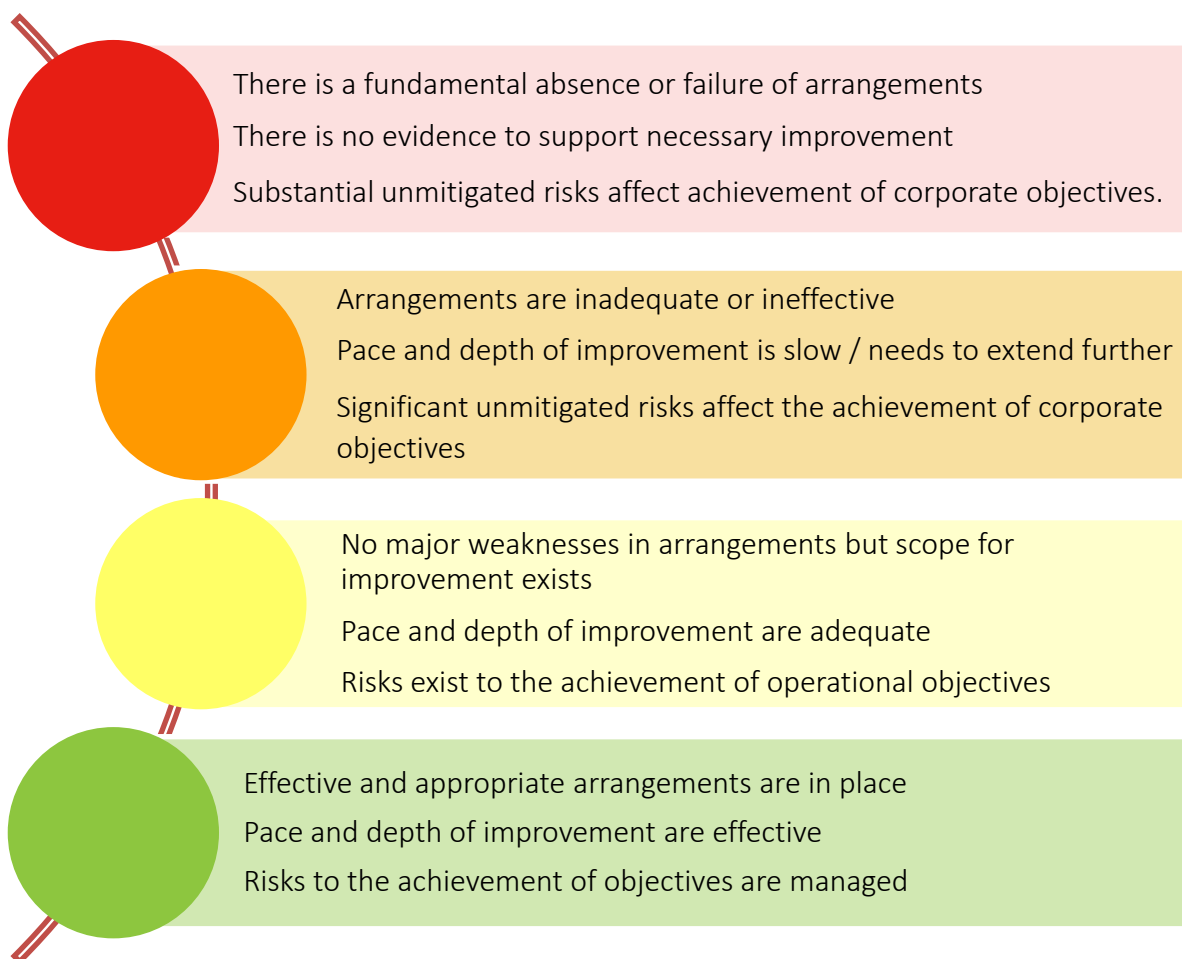 There is a fundamental absence or failure of arrangements
There is no evidence to support necessary improvement
Substantial unmitigated risks affect achievement of corporate objectives.
Arrangements are inadequate or ineffective
Pace and depth of improvement is slow / needs to extend further
Significant unmitigated risks affect the achievement of corporate
objectives
No major weaknesses in arrangements but scope for
improvement exists
Pace and depth of improvement are adequate
Risks exist to the achievement of operational objectives
Effective and appropriate arrangements are in place
Pace and depth of improvement are effective
Risks to the achievement of objectives are managed